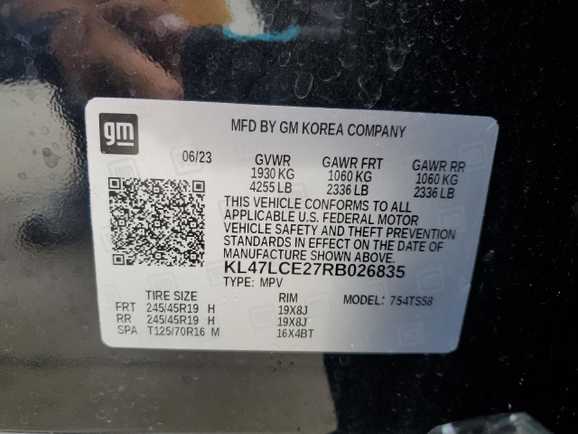 gm
MFD BY GM KOREA COMPANY
06/23 GVWR GAWR FRT GAWR RR
1930 KG 1060 KG 1060 KG
4255 LB 2336 LB 2336 LB
THIS VEHICLE CONFORMS TO ALL
APPLICABLE U.S. FEDERAL MOTOR
VEHICLE SAFETY AND THEFT PREVENTION
STANDARDS IN EFFECT ON THE DATE OF
MANUFACTURE SHOWN ABOVE.
KL47LCE27RB026835
TYPE: MPV
TIRE SIZE RIM MODEL: 754TS58
FRT 245/45R19 H 19X8J
RR 245/45R19 H 19X8J
SPA T125/70R16 M 16X4BT